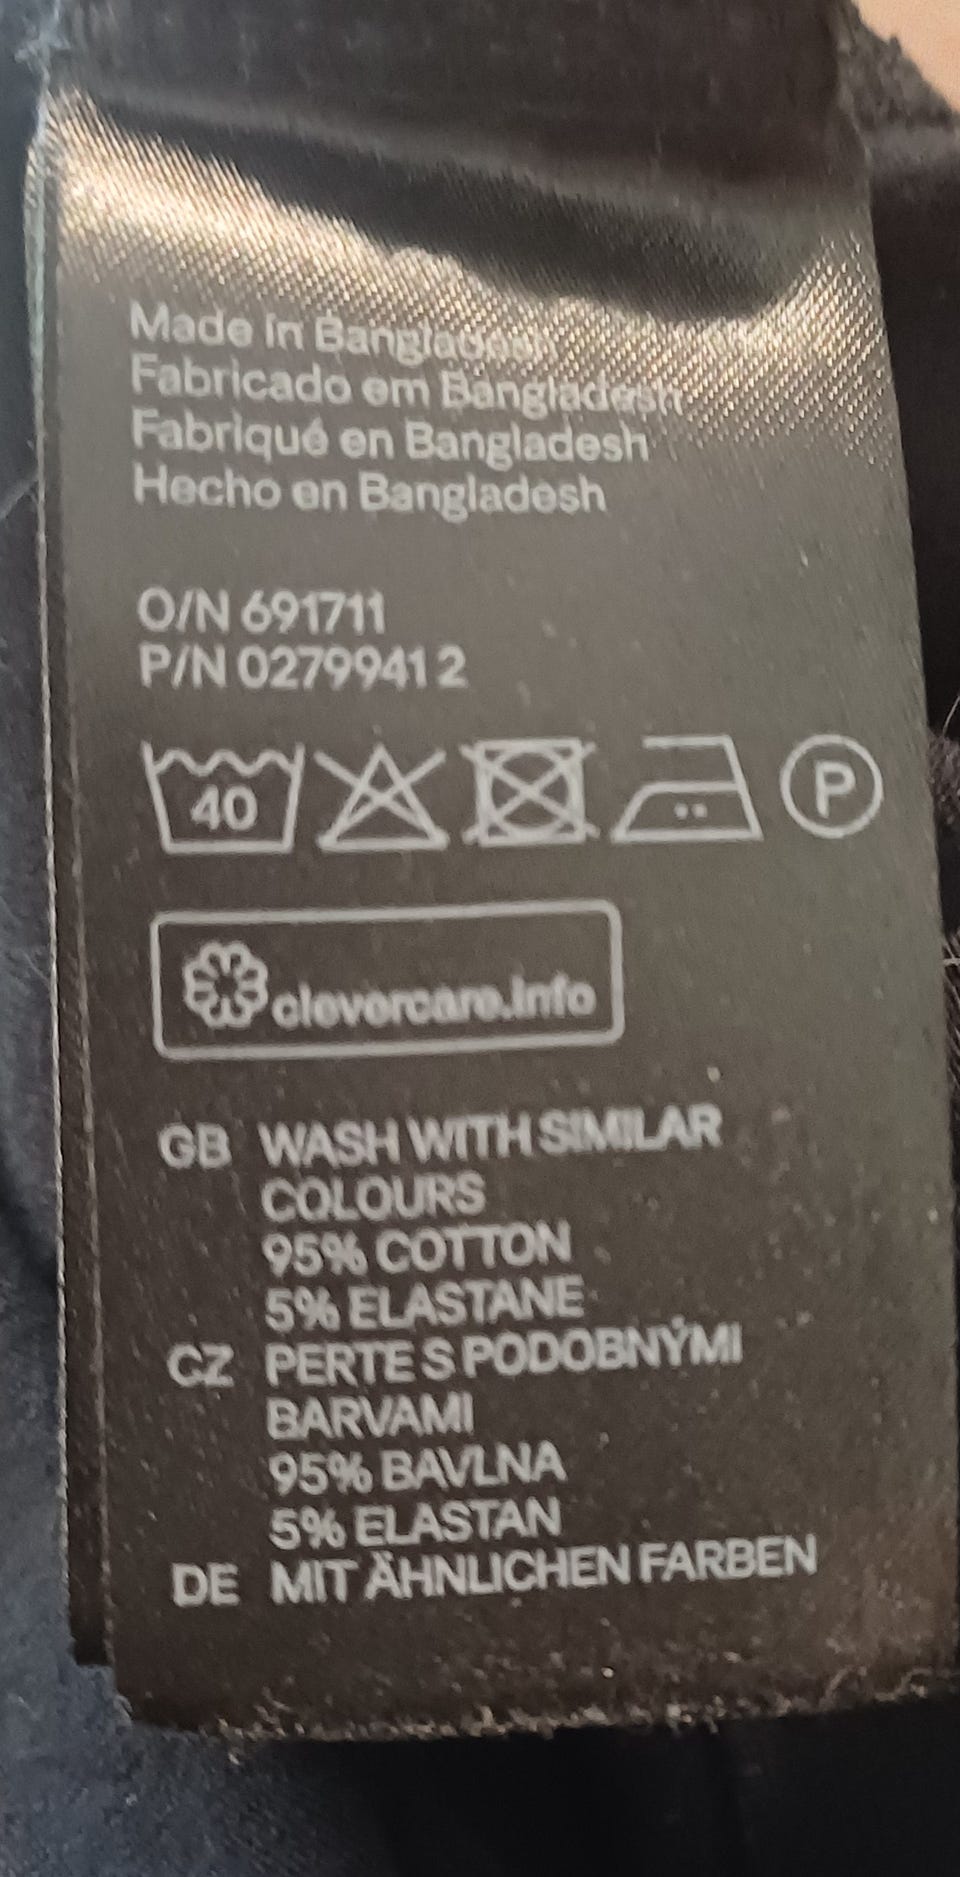 Made in Bangladesh
Fabricado em Bangladesh
Fabriqué en Bangladesh
Hecho en Bangladesh
O/N 691711
P/N 0279941 2
40
P
clevercare.info
GB WASH WITH SIMILAR
COLOURS
95% COTTON
5% ELASTANE
CZ PERTE S PODOBNÝMI
BARVAMI
95% BAVLNA
5% ELASTAN
DE MIT ÄHNLICHEN FARBEN